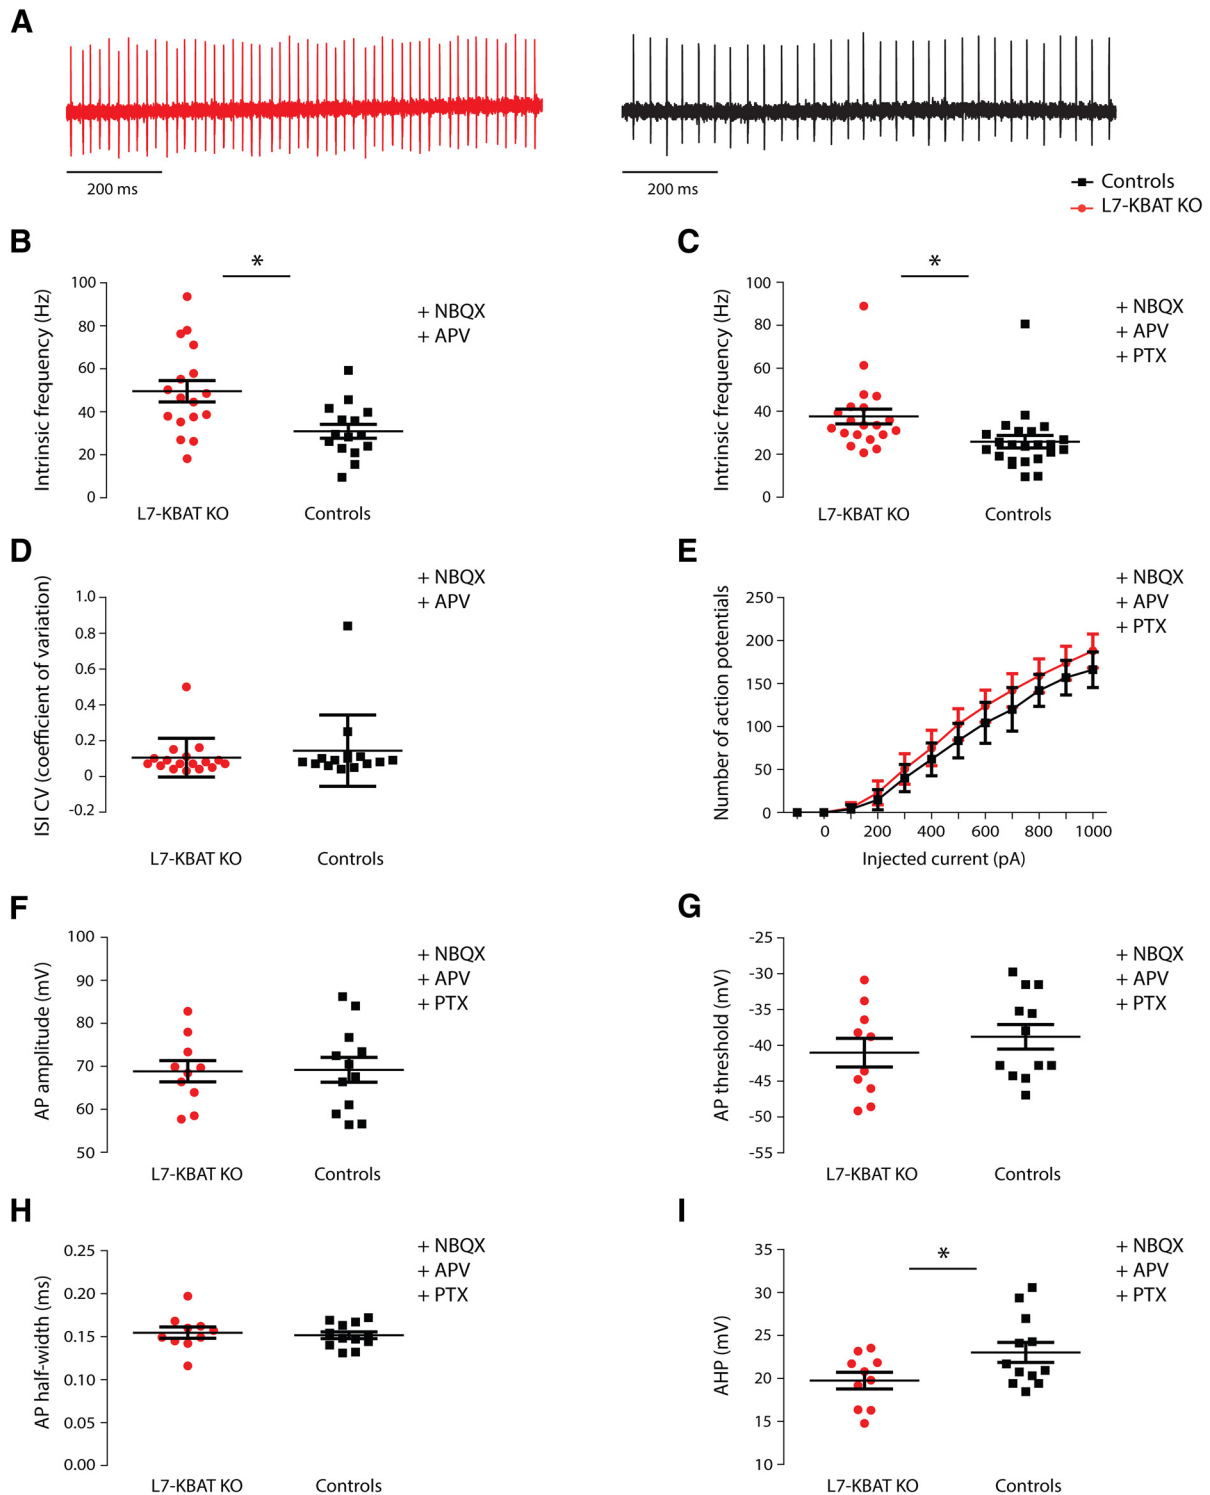 A
200 ms
200 ms
Controls
L7-KBAT KO
B
*
Intrinsic frequency (Hz)
100
80
60
40
20
0
+ NBQX
+ APV
L7-KBAT KO
Controls
C
*
Intrinsic frequency (Hz)
100
80
60
40
20
0
+ NBQX
+ APV
+ PTX
L7-KBAT KO
Controls
D
ISI CV (coefficient of variation)
1.0
0.8
0.6
0.4
0.2
0
-0.2
+ NBQX
+ APV
L7-KBAT KO
Controls
E
Number of action potentials
250
200
150
100
50
0
+ NBQX
+ APV
+ PTX
0 200 400 600 800 1000
Injected current (pA)
F
AP amplitude (mV)
100
90
80
70
60
50
+ NBQX
+ APV
+ PTX
L7-KBAT KO
Controls
G
AP threshold (mV)
-25
-30
-35
-40
-45
-50
-55
+ NBQX
+ APV
+ PTX
L7-KBAT KO
Controls
H
AP half-width (ms)
0.25
0.20
0.15
0.10
0.05
0.00
+ NBQX
+ APV
+ PTX
L7-KBAT KO
Controls
I
*
AHP (mV)
35
30
25
20
15
10
+ NBQX
+ APV
+ PTX
L7-KBAT KO
Controls